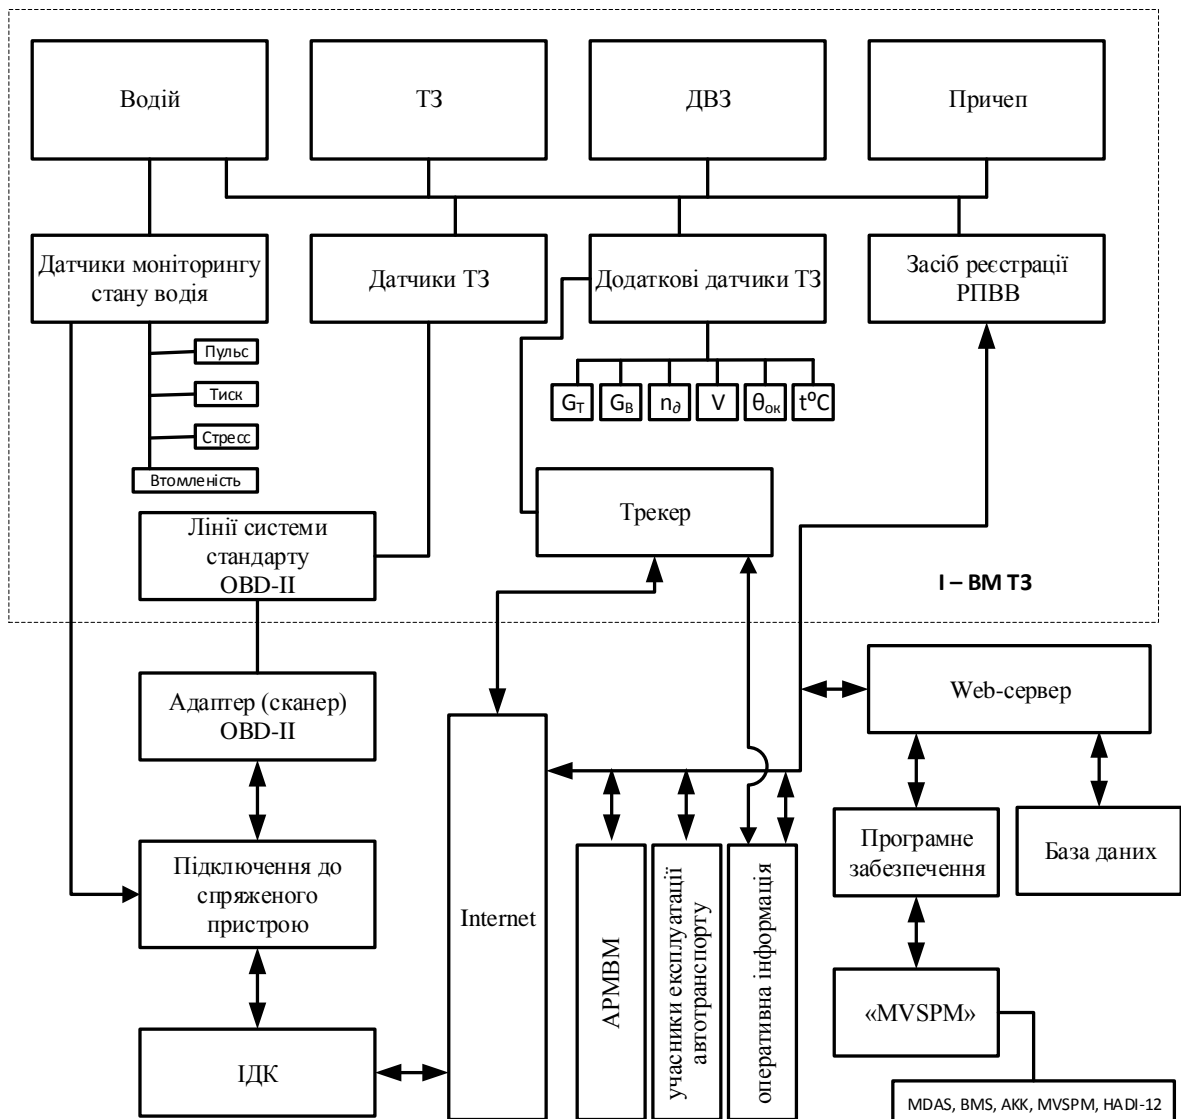 Водій
ТЗ
ДВЗ
Причеп
Датчики моніторингу
стану водія
Датчики ТЗ
Додаткові датчики ТЗ
Засіб реєстрації
РПВВ
Пульс
Тиск
Стресс
Втомленість
Gт
Gв
n∂
V
θок
t⁰C
Трекер
Лінії системи
стандарту
OBD-II
I – ВМ ТЗ
Адаптер (сканер)
OBD-II
Web-сервер
Підключення до
спряженого
пристрою
Internet
АРМВМ
учасники експлуатації
автотранспорту
оперативна інформація
Програмне
забезпечення
База даних
«MVSPM»
ІДК
MDAS, BMS, АКК, MVSPM, HADI-12